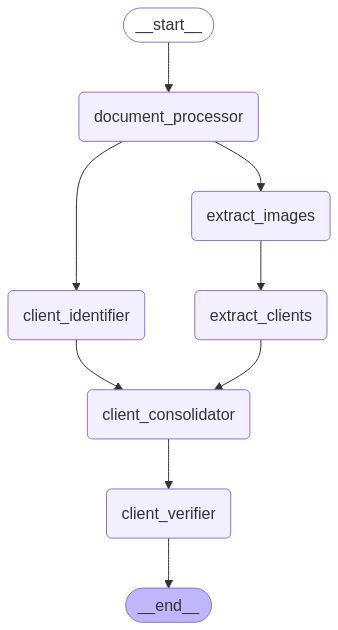 __start__
document_processor
extract_images
client_identifier
extract_clients
client_consolidator
client_verifier
__end__